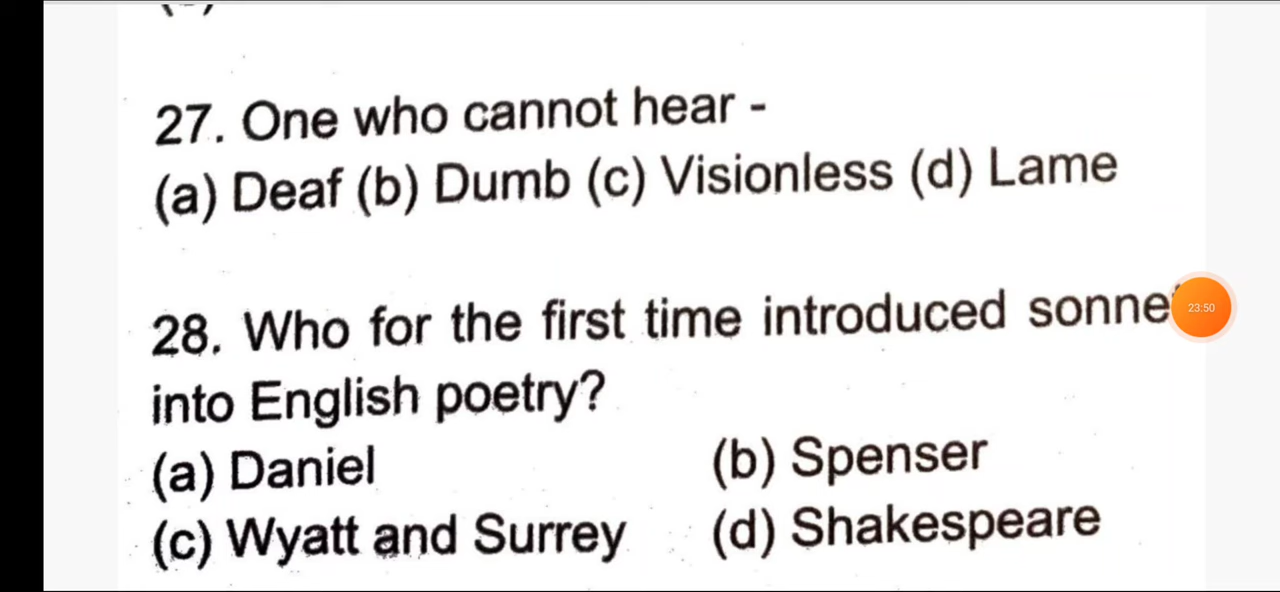 27. One who cannot hear -
(a) Deaf (b) Dumb (c) Visionless (d) Lame
28. Who for the first time introduced
into English poetry?
(a) Daniel (b) Spenser
(c) Wyatt and Surrey (d) Shakespeare
23:50